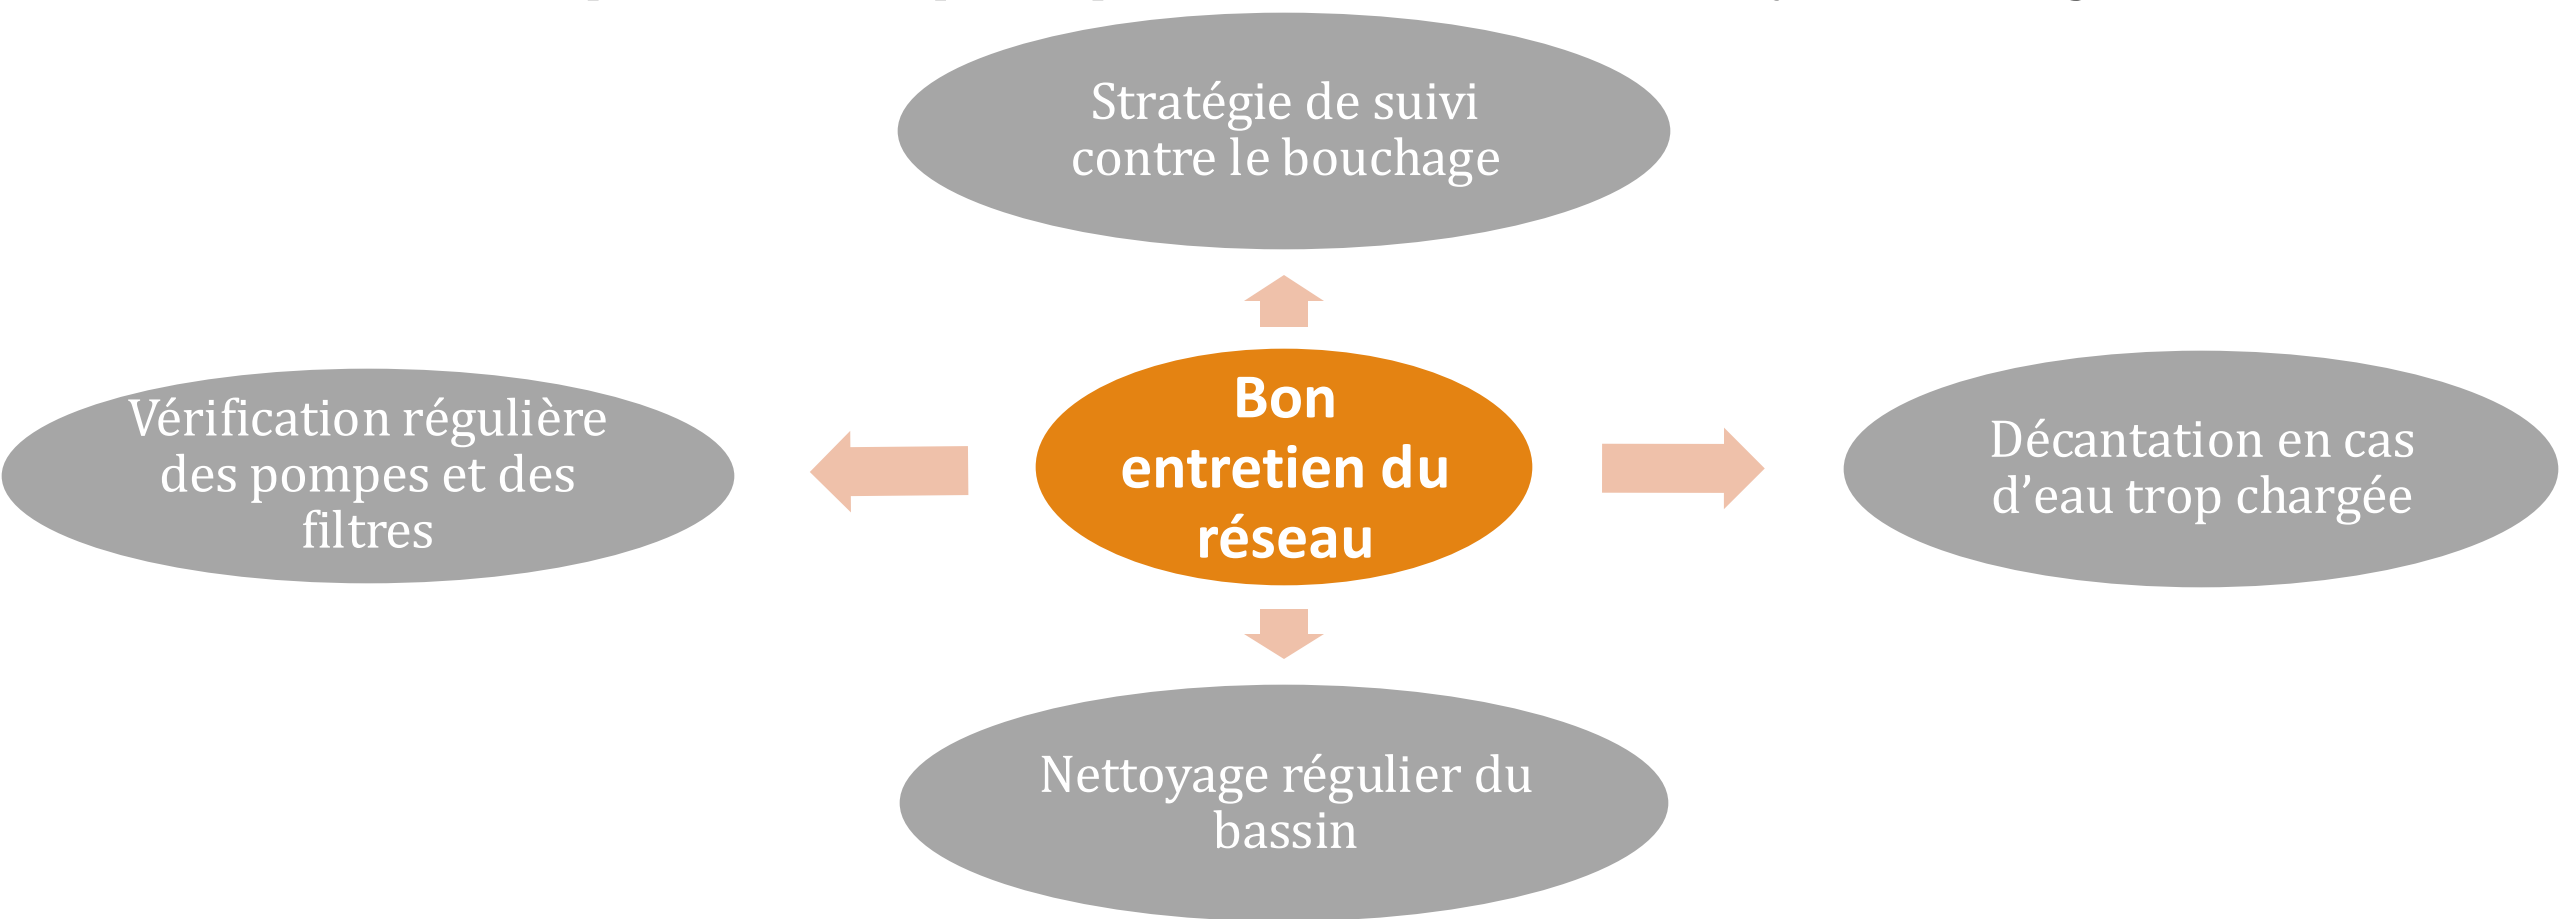 Stratégie de suivi
contre le bouchage
Vérification régulière
des pompes et des
filtres
Bon
entretien du
réseau
Décantation en cas
d’eau trop chargée
Nettoyage régulier du
bassin